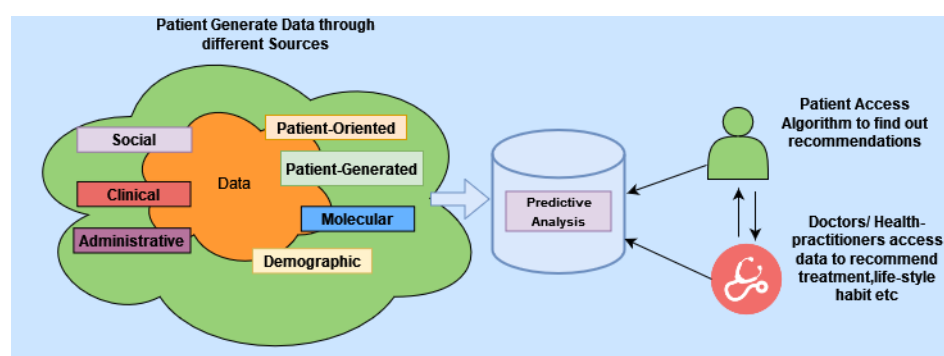 Patient Generate Data through
different Sources
Social
Patient-Oriented
Patient-Generated
Data
Clinical
Molecular
Administrative
Demographic
Predictive
Analysis
Patient Access
Algorithm to find out
recommendations
Doctors/ Health-
practitioners access
data to recommend
treatment,life-style
habit etc